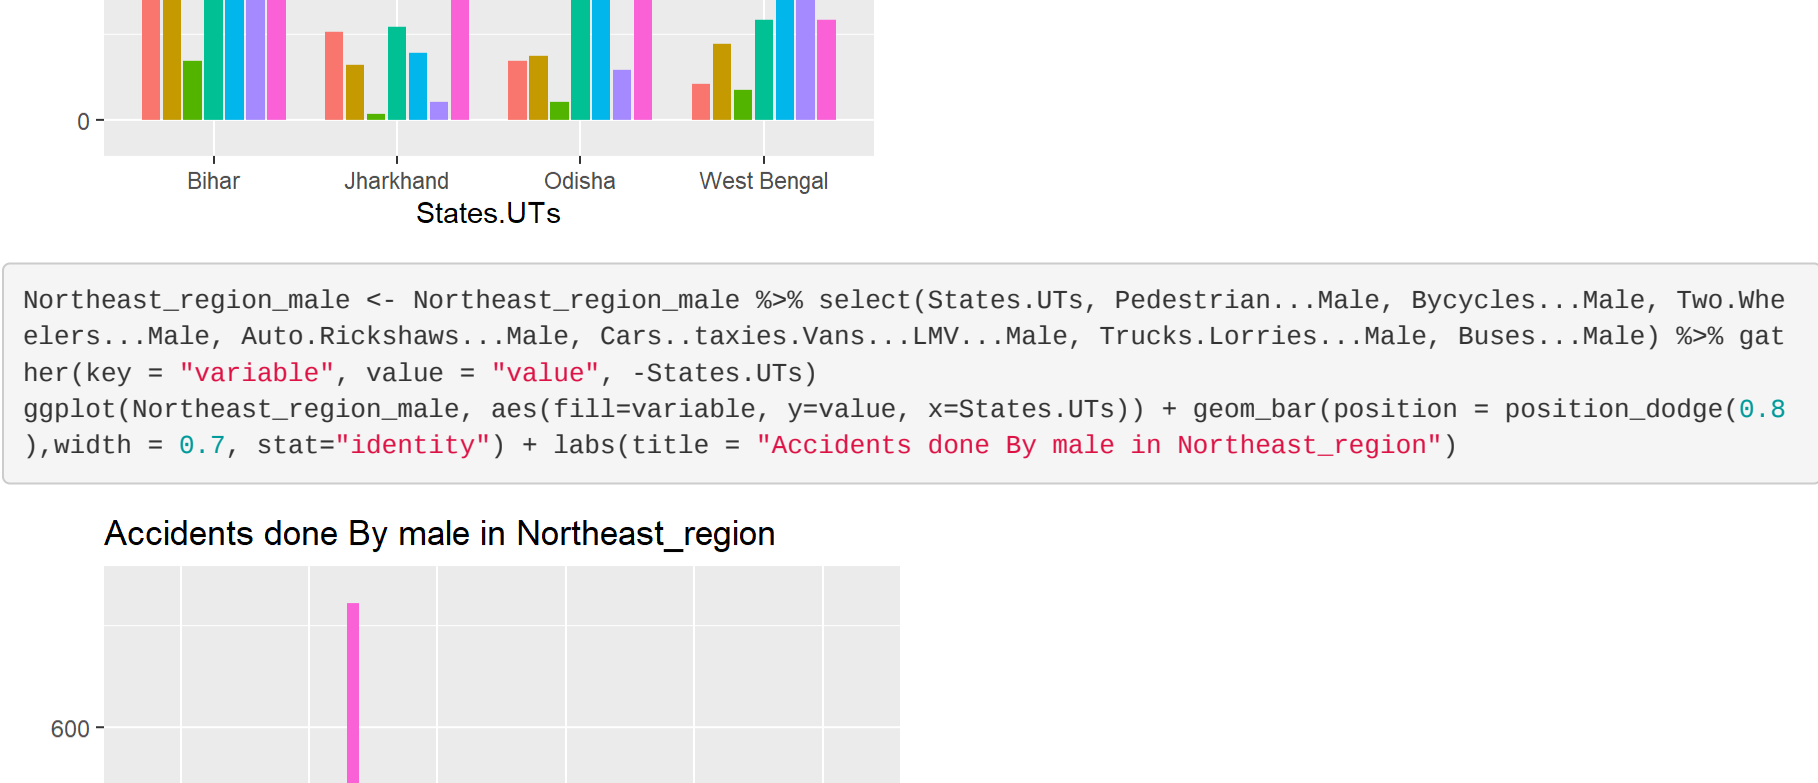 0
Bihar Jharkhand Odisha West Bengal
States.UTs
Northeast_region_male <- Northeast_region_male %>% select(States.UTs, Pedestrian...Male, Bycycles...Male, Two.Whe
elers...Male, Auto.Rickshaws...Male, Cars..taxies.Vans...LMV...Male, Trucks.Lorries...Male, Buses...Male) %>% gat
her(key = "variable", value = "value", -States.UTs)
ggplot(Northeast_region_male, aes(fill=variable, y=value, x=States.UTs)) + geom_bar(position = position_dodge(0.8
),width = 0.7, stat="identity") + labs(title = "Accidents done By male in Northeast_region")
Accidents done By male in Northeast_region
600